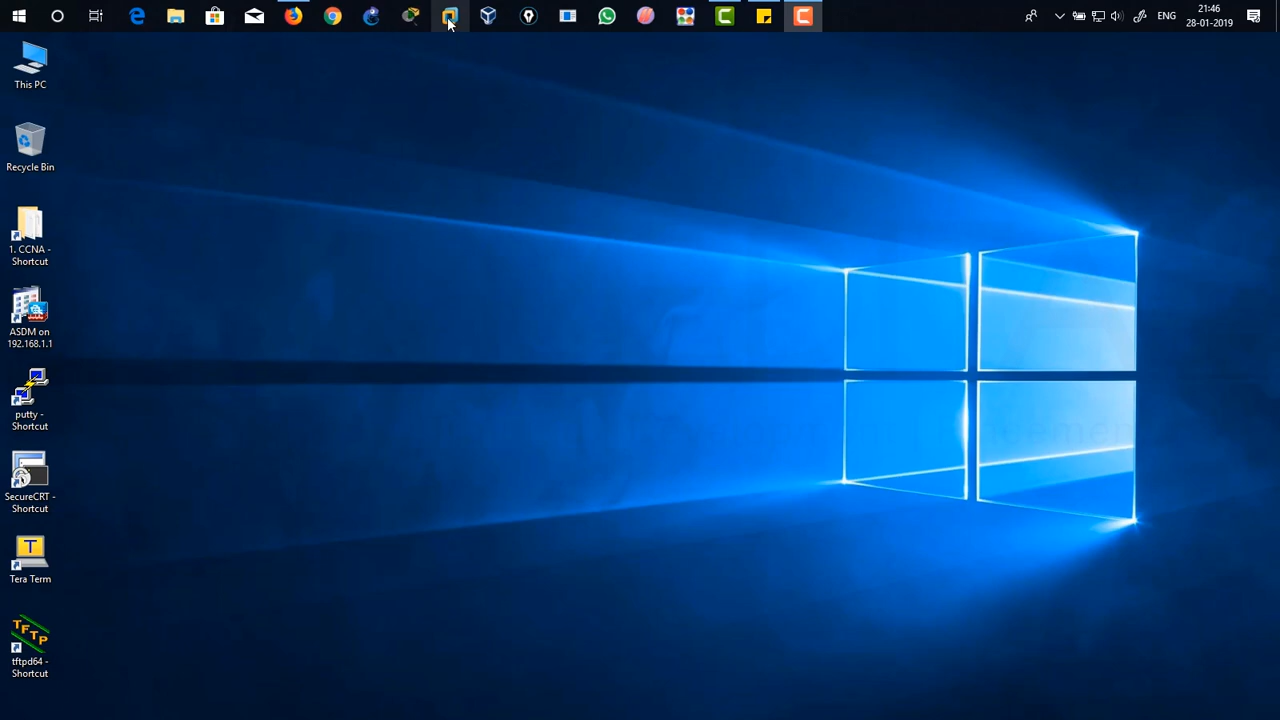 ENG
21:46
28-01-2019
This PC
Recycle Bin
1. CCNA -
Shortcut
ASDM on
192.168.1.1
putty -
Shortcut
SecureCRT -
Shortcut
T
Tera Term
TFTP
tftpd64 -
Shortcut